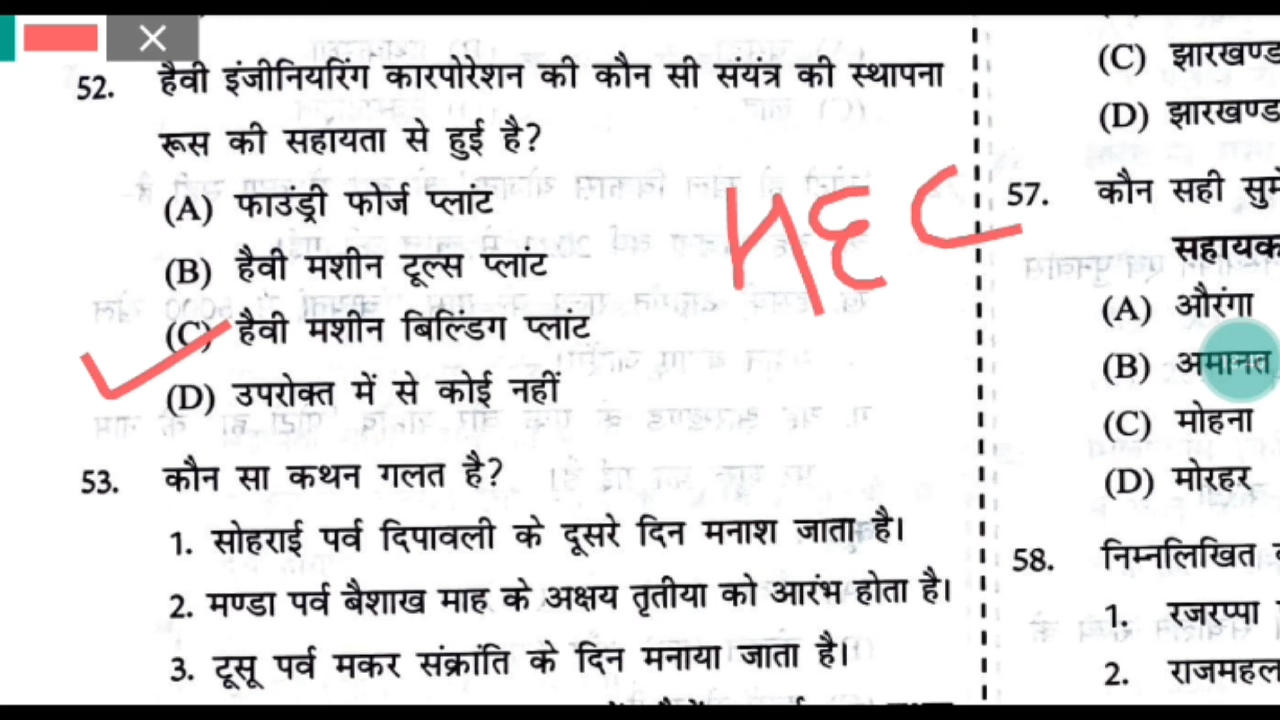 52. हैवी इंजीनियरिंग कारपोरेशन की कौन सी संयंत्र की स्थापना
रूस की सहायता से हुई है?
(A) फाउंड्री फोर्ज प्लांट
(B) हैवी मशीन टूल्स प्लांट
(C) हैवी मशीन बिल्डिंग प्लांट
(D) उपरोक्त में से कोई नहीं
HEC
53. कौन सा कथन गलत है?
1. सोहराई पर्व दिपावली के दूसरे दिन मनाश जाता है।
2. मण्डा पर्व बैशाख माह के अक्षय तृतीया को आरंभ होता है।
3. टूसू पर्व मकर संक्रांति के दिन मनाया जाता है।
(C) झारखण्ड
(D) झारखण्ड
57. कौन सही सुमे
सहायक
(A) औरंगा
(B) अमानत
(C) मोहना
(D) मोरहर
58. निम्नलिखित
1. रजरप्पा
2. राजमहल